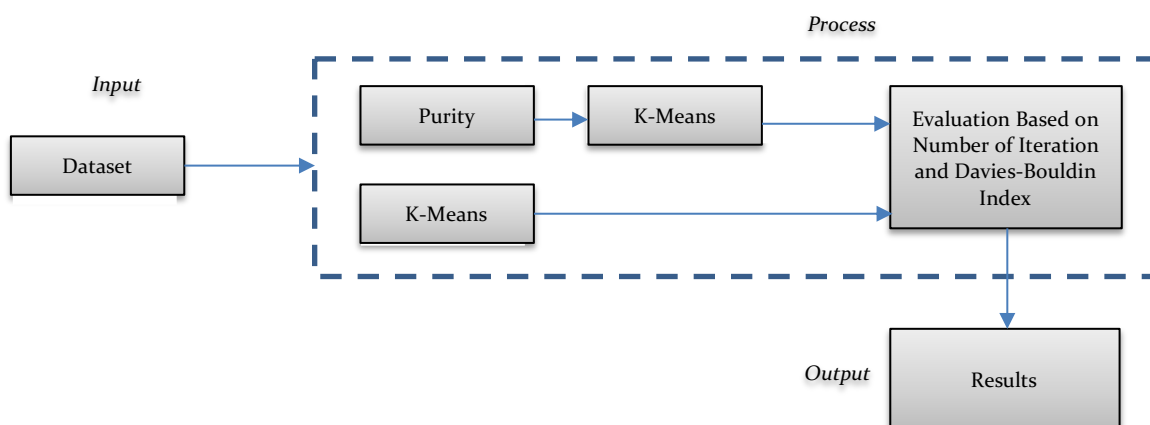 Process
Input
Dataset
Purity
K-Means
K-Means
Evaluation Based on
Number of Iteration
and Davies-Bouldin
Index
Output
Results